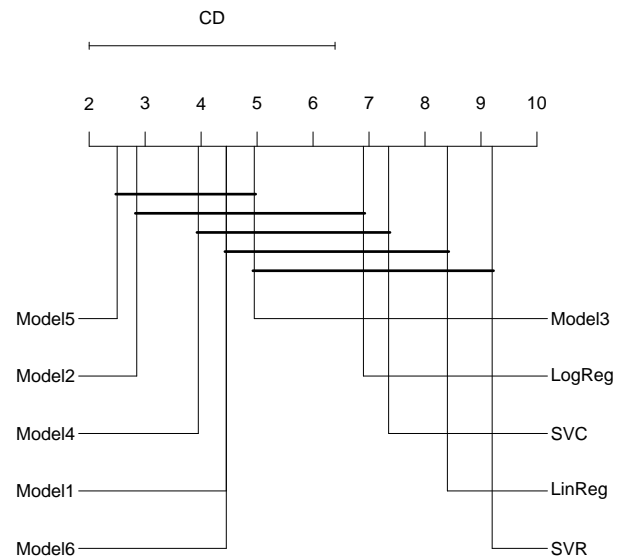 CD
2 3 4 5 6 7 8 9 10
Model5 Model3
Model2 LogReg
Model4 SVC
Model1 LinReg
Model6 SVR